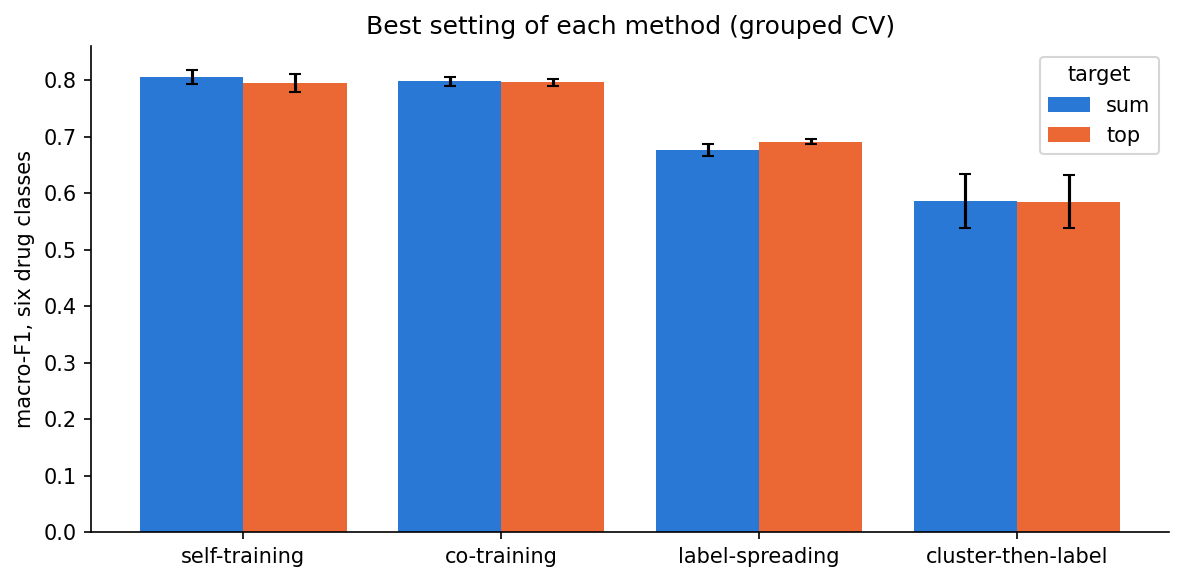 Best setting of each method (grouped CV)
target
sum
top
macro-F1, six drug classes
0.8
0.7
0.6
0.5
0.4
0.3
0.2
0.1
0.0
self-training
co-training
label-spreading
cluster-then-label